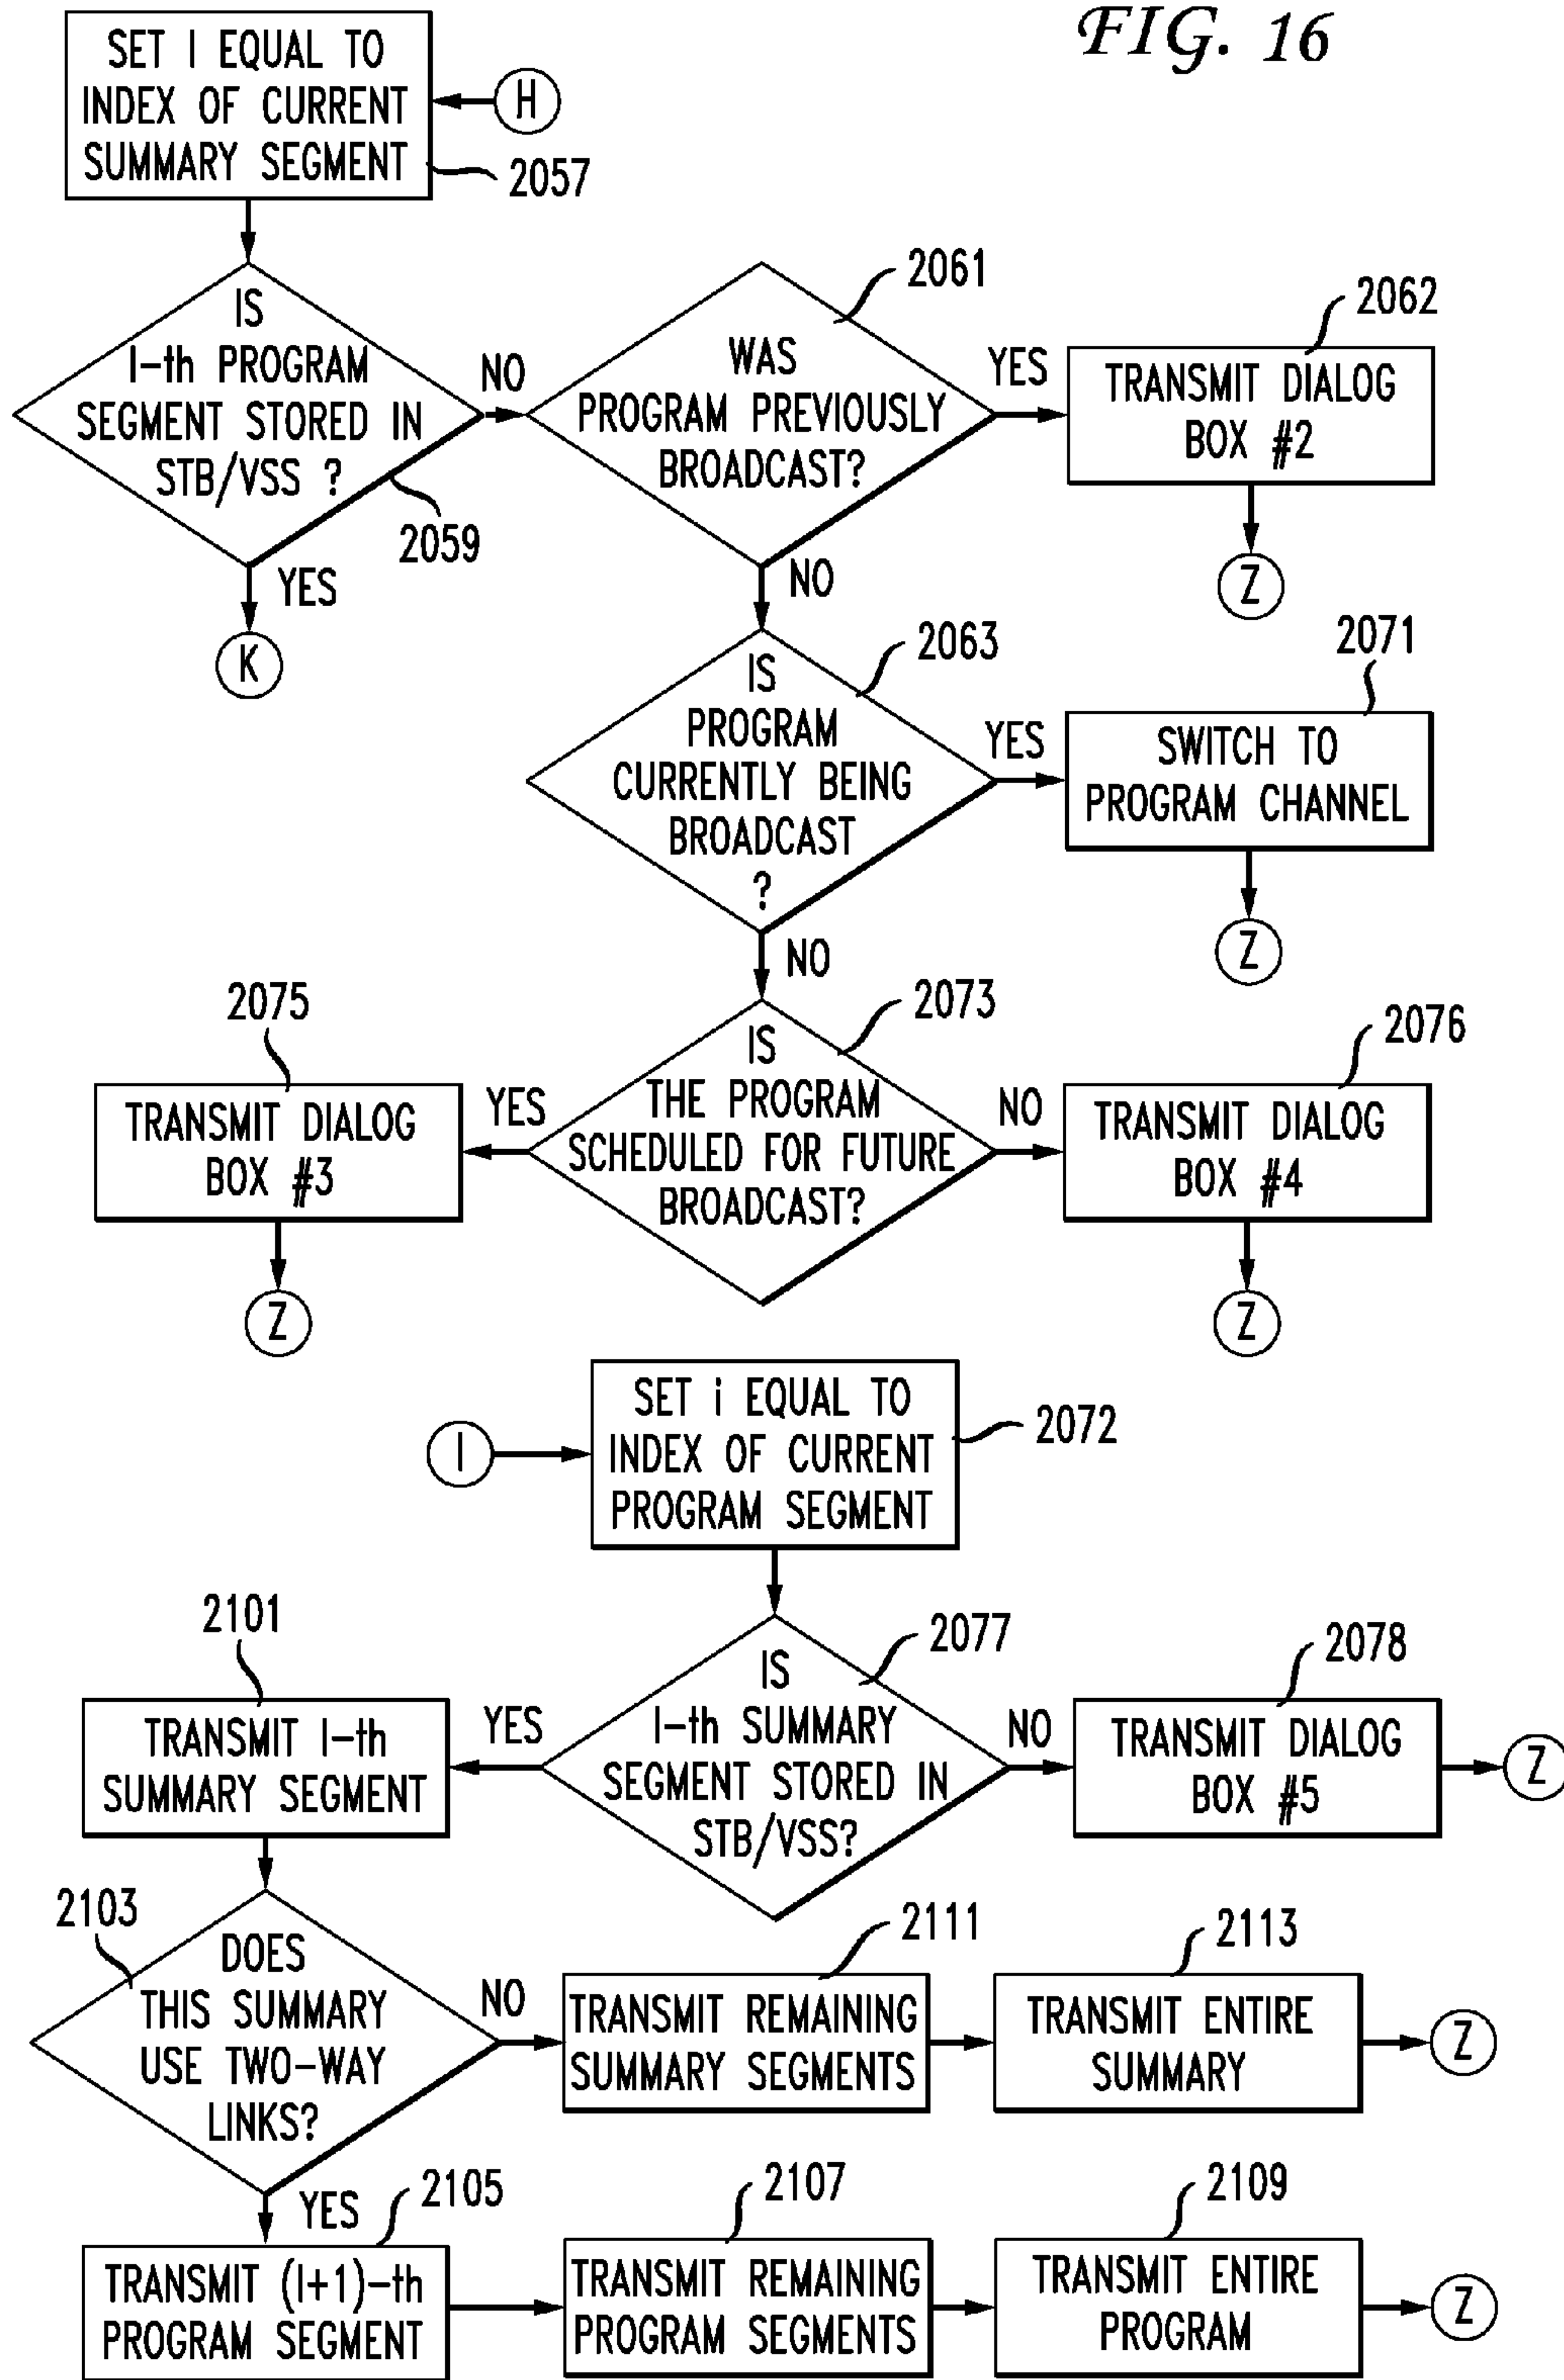 FIG. 16
SET I EQUAL TO
INDEX OF CURRENT
SUMMARY SEGMENT
H
2057
IS
I-th PROGRAM
SEGMENT STORED IN
STB/VSS ?
2059
NO
YES
K
2061
WAS
PROGRAM PREVIOUSLY
BROADCAST?
YES
NO
2062
TRANSMIT DIALOG
BOX #2
Z
2063
IS
PROGRAM
CURRENTLY BEING
BROADCAST
?
YES
NO
2071
SWITCH TO
PROGRAM CHANNEL
Z
2073
IS
THE PROGRAM
SCHEDULED FOR FUTURE
BROADCAST?
YES
NO
2075
TRANSMIT DIALOG
BOX #3
Z
2076
TRANSMIT DIALOG
BOX #4
Z
I
SET i EQUAL TO
INDEX OF CURRENT
PROGRAM SEGMENT
2072
2077
IS
I-th SUMMARY
SEGMENT STORED IN
STB/VSS?
YES
NO
2078
TRANSMIT DIALOG
BOX #5
Z
2101
TRANSMIT I-th
SUMMARY SEGMENT
2103
DOES
THIS SUMMARY
USE TWO-WAY
LINKS?
NO
YES
2111
TRANSMIT REMAINING
SUMMARY SEGMENTS
2113
TRANSMIT ENTIRE
SUMMARY
Z
2105
TRANSMIT (I+1)-th
PROGRAM SEGMENT
2107
TRANSMIT REMAINING
PROGRAM SEGMENTS
2109
TRANSMIT ENTIRE
PROGRAM
Z